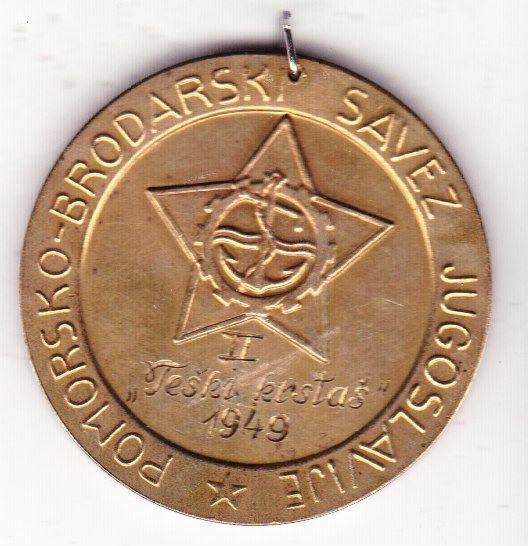 POMORSKO-BRODARSKI SAVEZ JUGOSLAVIJE
II
„Teški krstaš“
1949